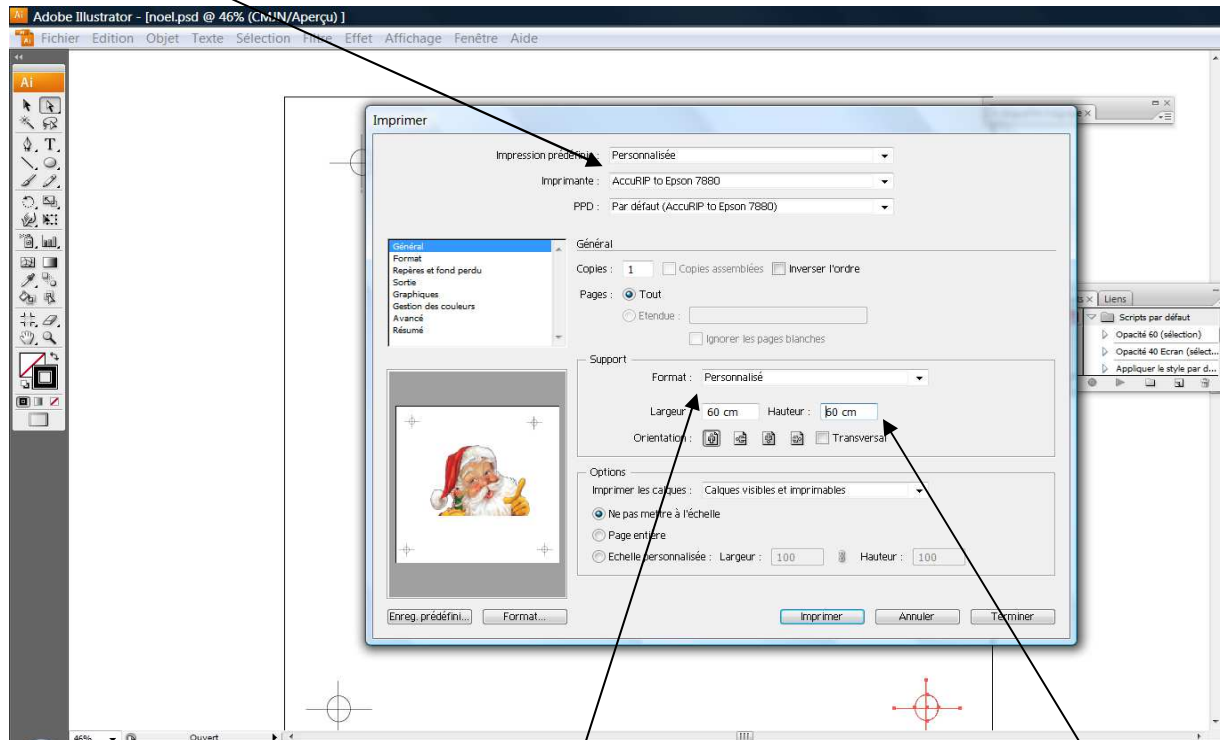 Adobe Illustrator - [noel.psd @ 46% (CMJN/Aperçu) ]
Fichier Edition Objet Texte Sélection Filtre Effet Affichage Fenêtre Aide
Ai
Imprimer
Impression prédéfinie : Personnalisée
Imprimante : AccuRIP to Epson 7880
PPD : Par défaut (AccuRIP to Epson 7880)
Général
Format
Repères et fond perdu
Sortie
Graphiques
Gestion des couleurs
Avancé
Résumé
Général
Copies : 1 Copies assemblées Inverser l'ordre
Pages : Tout
Etendue :
Ignorer les pages blanches
Support
Format : Personnalisé
Largeur : 60 cm Hauteur : 60 cm
Orientation : Transversal
Options
Imprimer les calques : Calques visibles et imprimables
Ne pas mettre à l'échelle
Page entière
Echelle personnalisée : Largeur : 100 Hauteur : 100
Enreg. prédéfini... Format... Imprimer Annuler Terminer
Liens
Scripts par défaut
Opacité 60 (sélection)
Opacité 40 Ecran (sélect...
Appliquer le style par d...
46% Ouvert